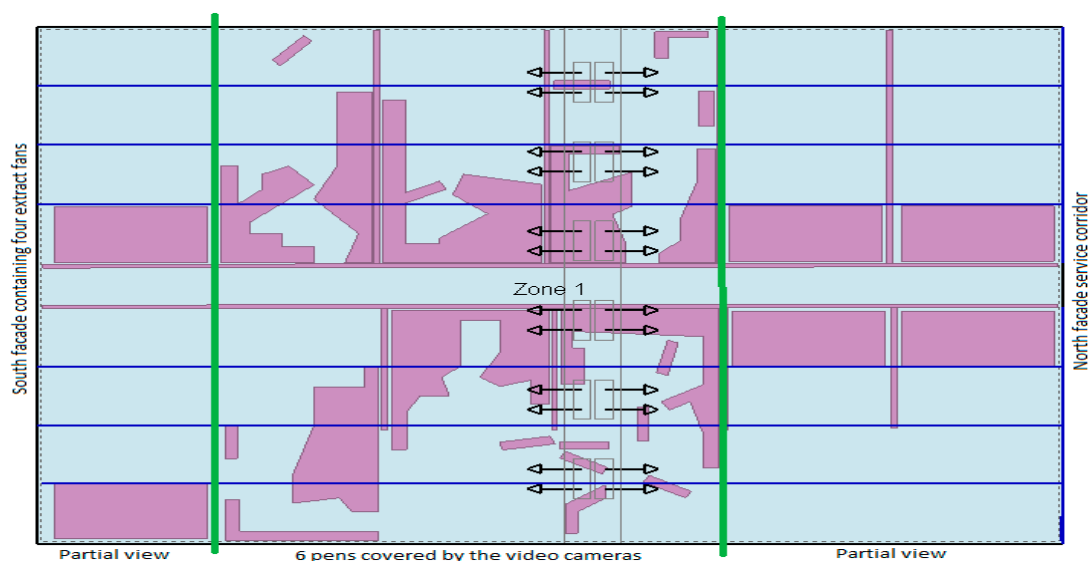 South facade containing four extract fans
Zone 1
North facade service corridor
Partial view
6 pens covered by the video cameras
Partial view